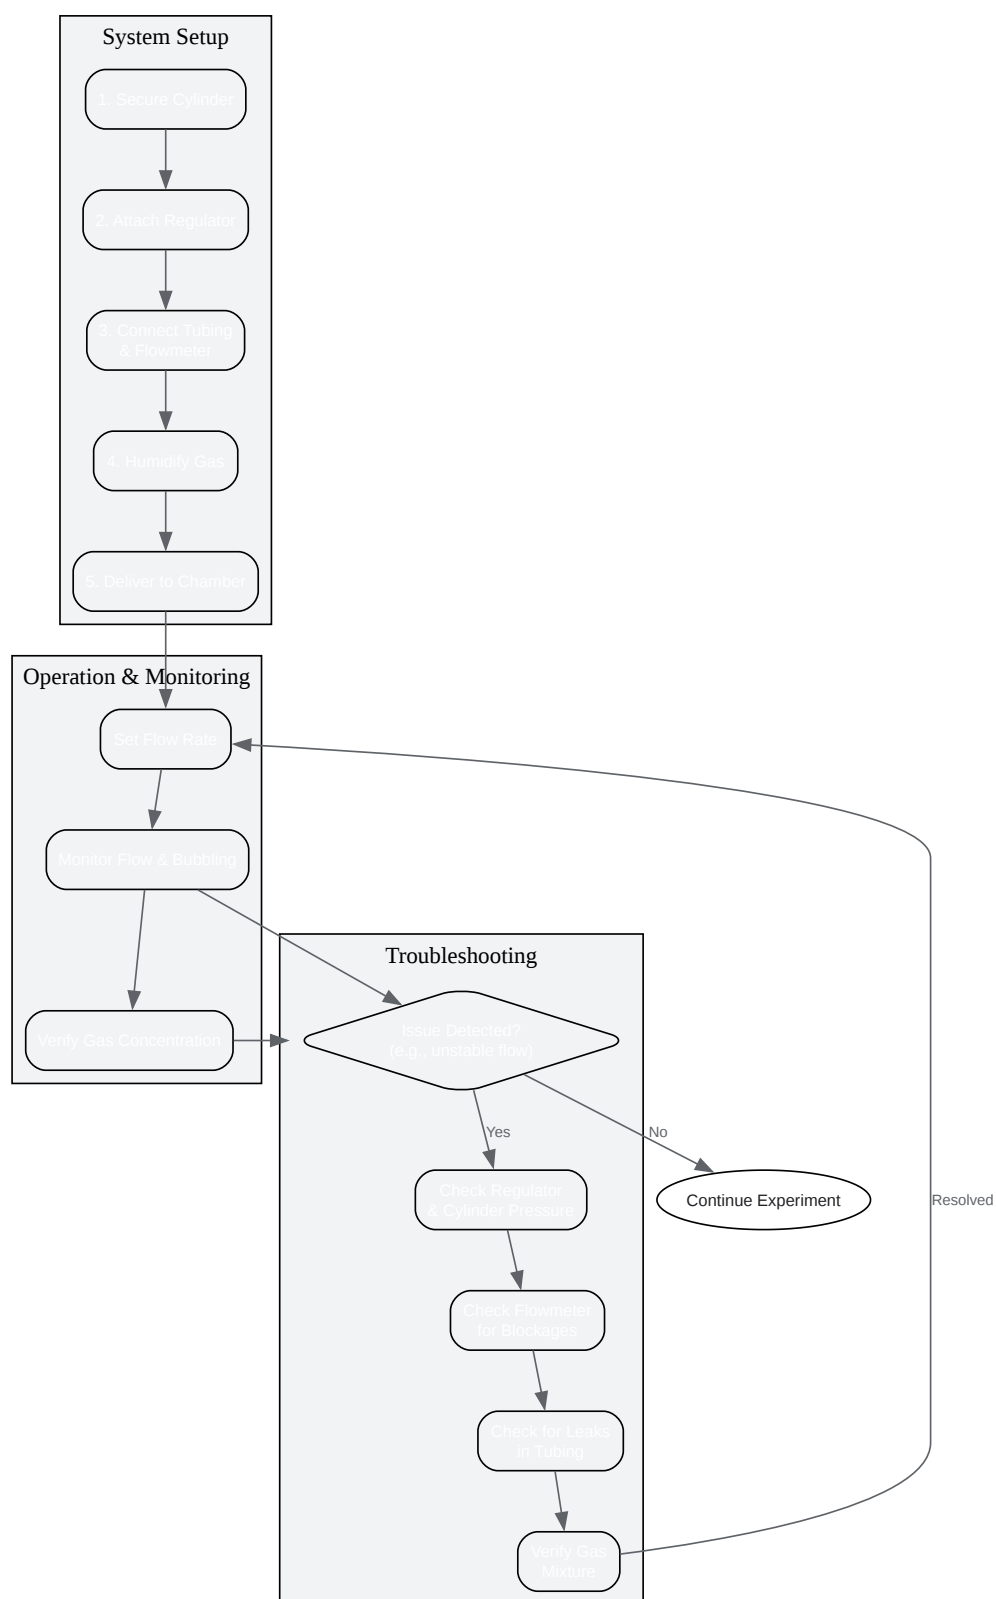 System Setup
1. Secure Cylinder
2. Attach Regulator
3. Connect Tubing
& Flowmeter
4. Humidify Gas
5. Deliver to Chamber
Operation & Monitoring
Set Flow Rate
Monitor Flow & Bubbling
Verify Gas Concentration
Troubleshooting
Issue Detected?
(e.g., unstable flow)
Yes
No
Check Regulator
& Cylinder Pressure
Continue Experiment
Resolved
Check Flowmeter
for Blockages
Check for Leaks
in Tubing
Verify Gas
Mixture